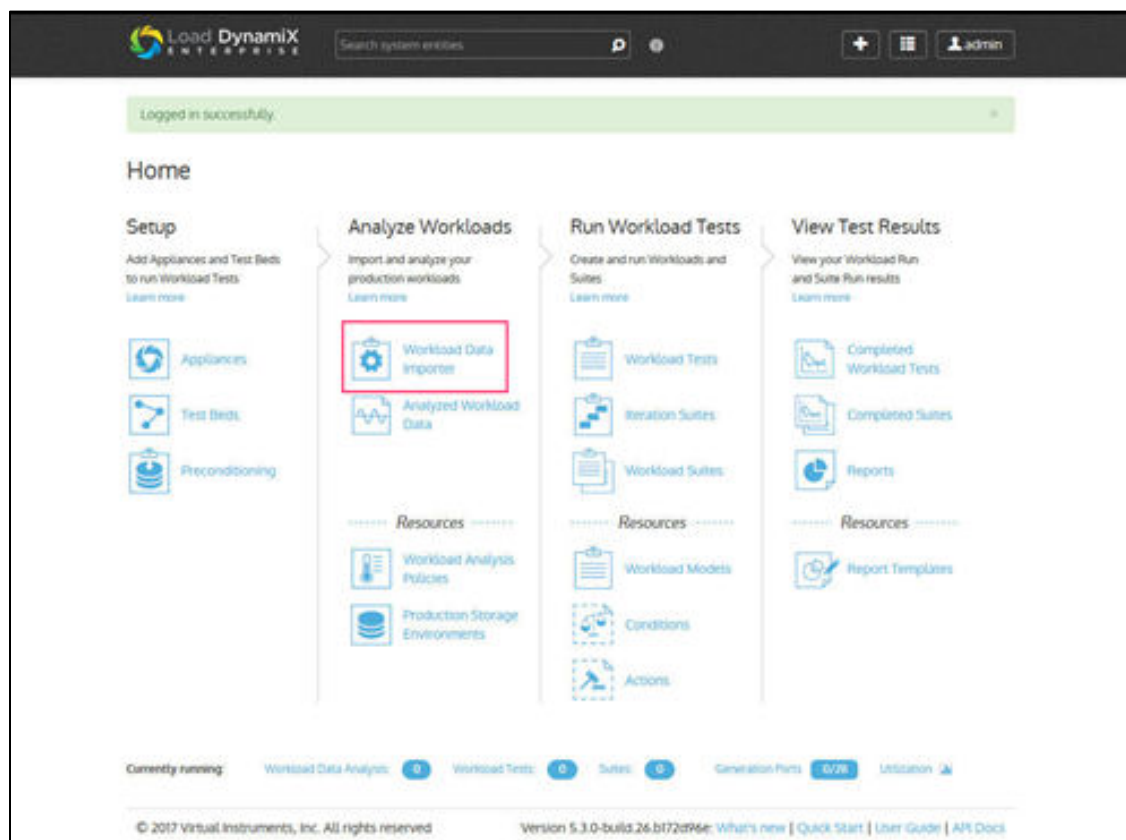 Load DynamiX
ENTERPRISE
Search system entities
admin
Logged in successfully.
×
Home
Setup
Add Appliances and Test Beds
to run Workload Tests
Learn more
Appliances
Test Beds
Preconditioning
Analyze Workloads
Import and analyze your
production workloads
Learn more
Workload Data
Importer
Analyzed Workload
Data
Resources
Workload Analysis
Policies
Production Storage
Environments
Run Workload Tests
Create and run Workloads and
Suites
Learn more
Workload Tests
Iteration Suites
Workload Suites
Resources
Workload Models
Conditions
Actions
View Test Results
View your Workload Run
and Suite Run results
Learn more
Completed
Workload Tests
Completed Suites
Reports
Resources
Report Templates
Currently running: Workload Data Analysis: 0 Workload Tests: 0 Suites: 0 Generation Ports 0/28 Utilization
© 2017 Virtual Instruments, Inc. All rights reserved Version 5.3.0-build.26.b172d96e: What's new | Quick Start | User Guide | API Docs